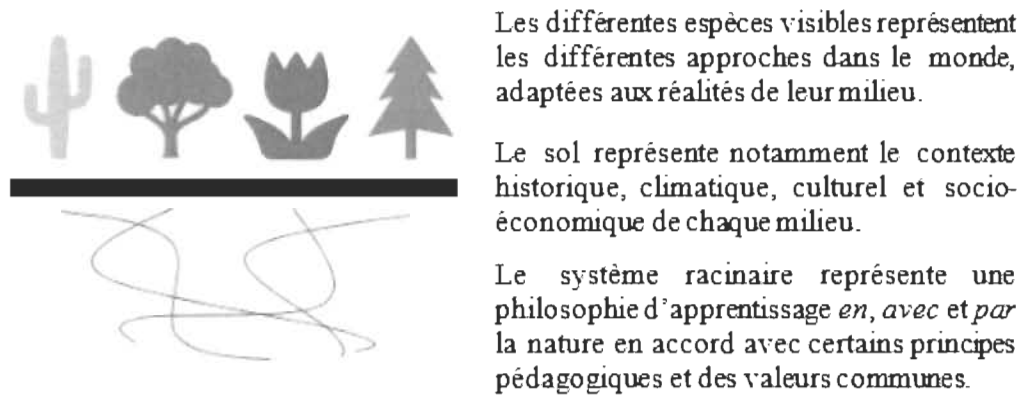 Les différentes espèces visibles représentent
les différentes approches dans le monde,
adaptées aux réalités de leur milieu.
Le sol représente notamment le contexte
historique, climatique, culturel et socio-
économique de chaque milieu.
Le système racinaire représente une
philosophie d'apprentissage en, avec et par
la nature en accord avec certains principes
pédagogiques et des valeurs communes.